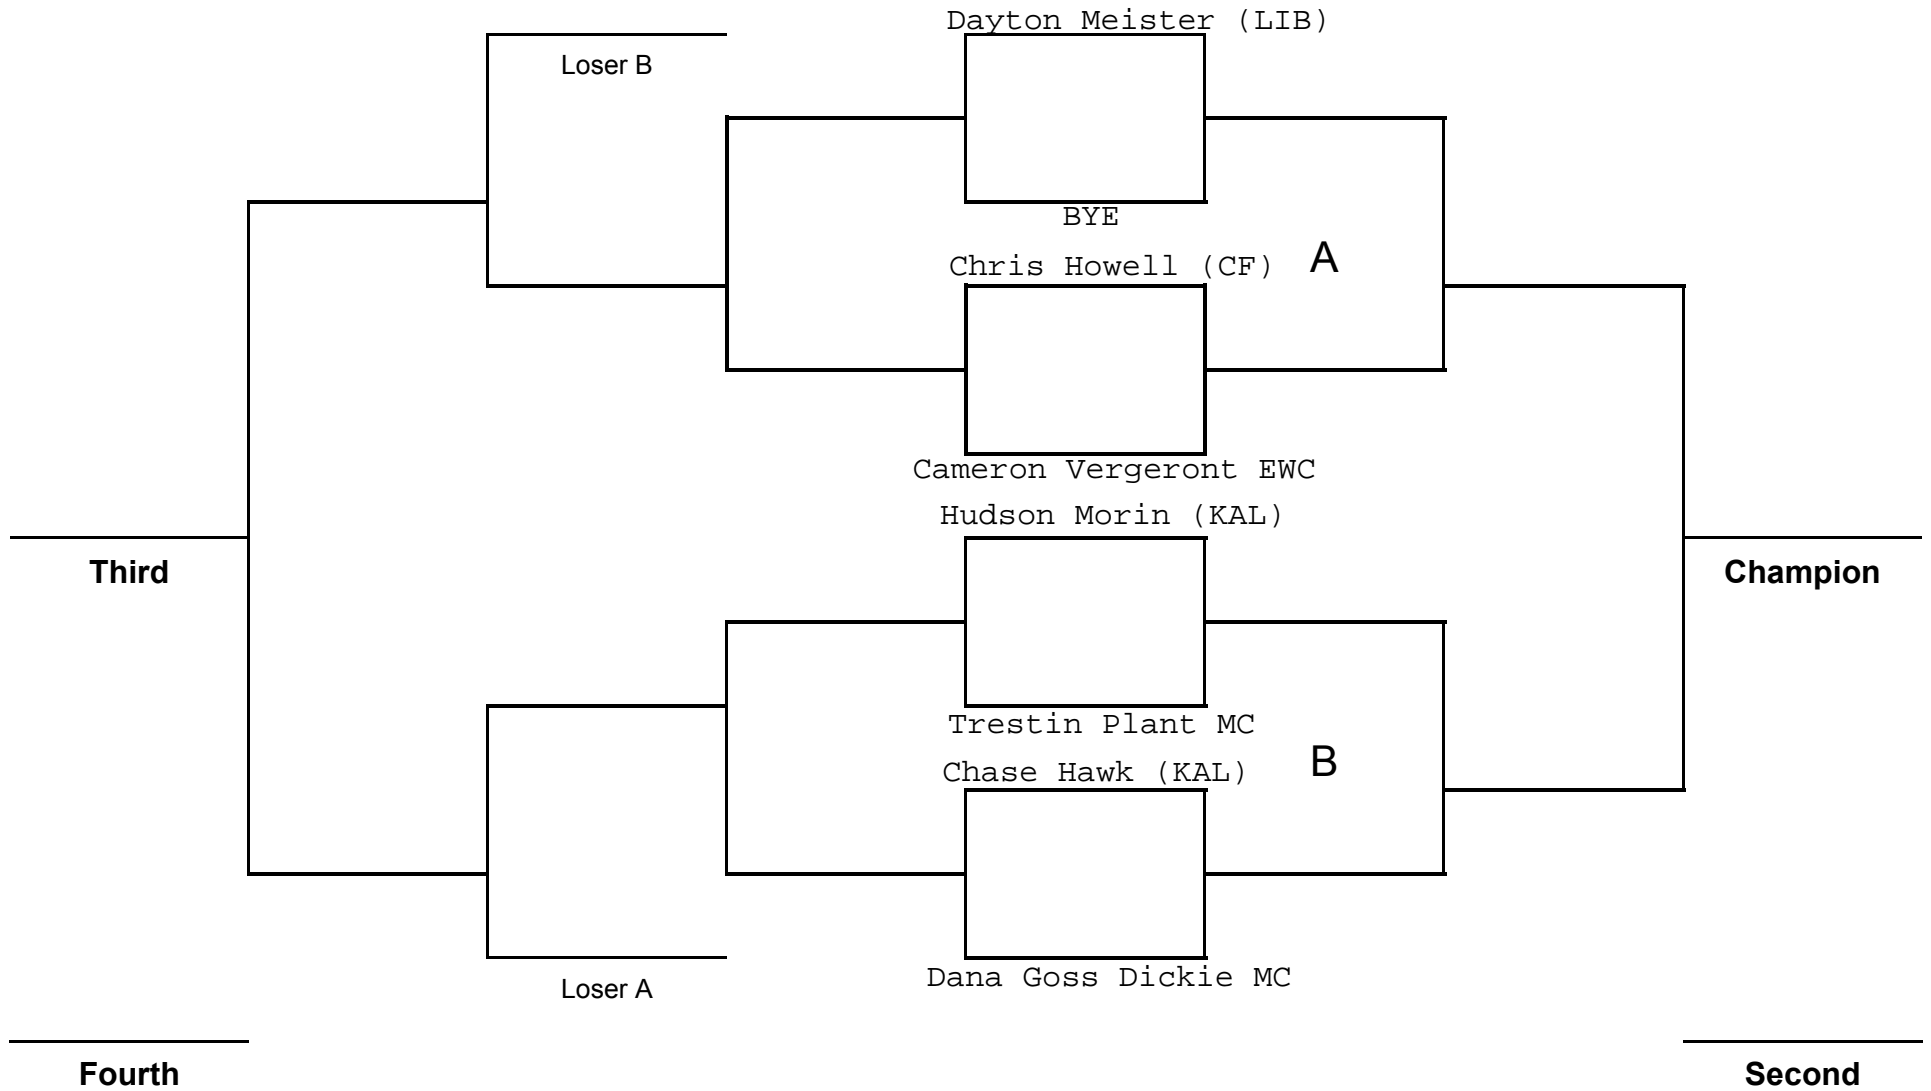 Dayton Meister (LIB)
Loser B
BYE
Chris Howell (CF)
A
Cameron Vergeront EWC
Hudson Morin (KAL)
Third
Champion
Trestin Plant MC
Chase Hawk (KAL)
B
Dana Goss Dickie MC
Loser A
Fourth
Second